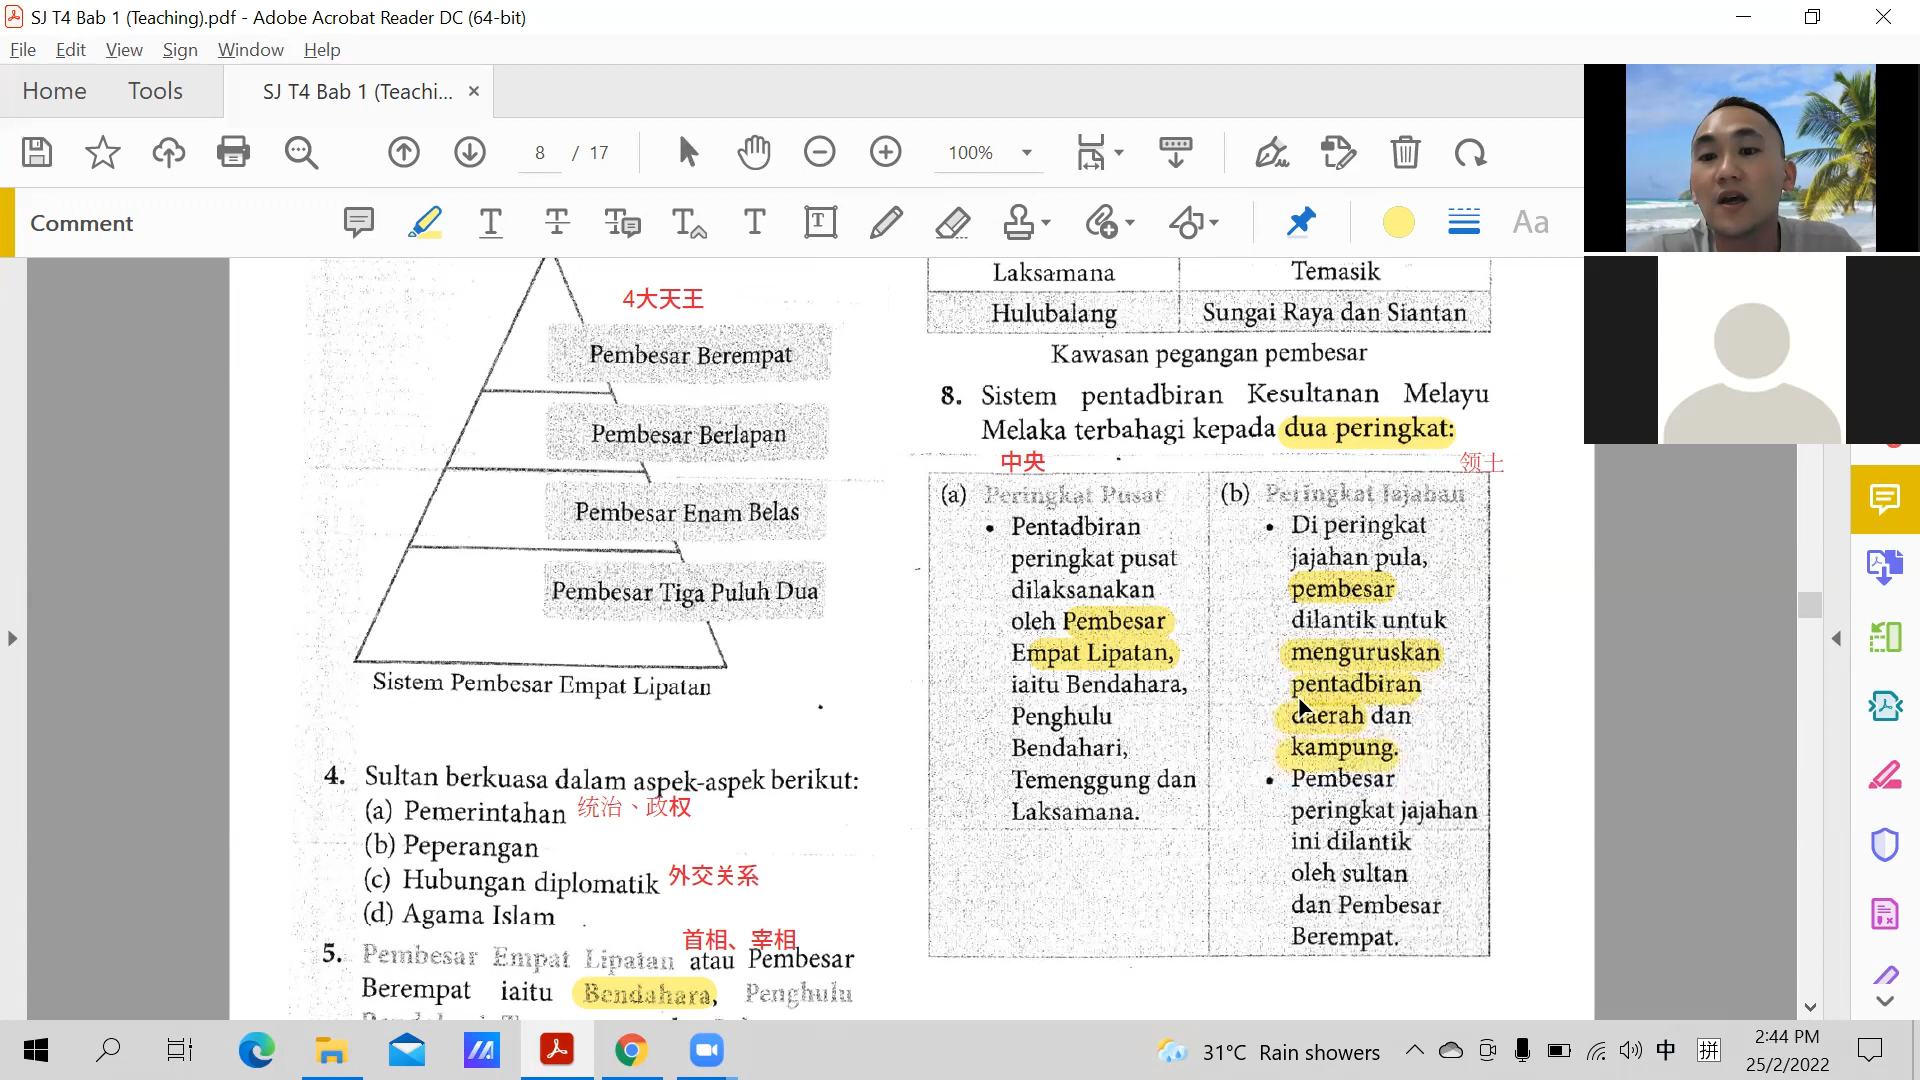 SJ T4 Bab 1 (Teaching).pdf - Adobe Acrobat Reader DC (64-bit)
File Edit View Sign Window Help
Home Tools SJ T4 Bab 1 (Teachi... ×
8 / 17 100%
Comment
4大天王
Pembesar Berempat
Pembesar Berlapan
Pembesar Enam Belas
Pembesar Tiga Puluh Dua
Sistem Pembesar Empat Lipatan
4. Sultan berkuasa dalam aspek-aspek berikut:
(a) Pemerintahan 统治、政权
(b) Peperangan
(c) Hubungan diplomatik 外交关系
(d) Agama Islam
首相、宰相
5. Pembesar Empat Lipatan atau Pembesar
Berempat iaitu Bendahara, Penghulu
Laksamana Temasik
Hulubalang Sungai Raya dan Siantan
Kawasan pegangan pembesar
8. Sistem pentadbiran Kesultanan Melayu
Melaka terbahagi kepada dua peringkat:
中央
(a) Peringkat Pusat
• Pentadbiran
peringkat pusat
dilaksanakan
oleh Pembesar
Empat Lipatan,
iaitu Bendahara,
Penghulu
Bendahari,
Temenggung dan
Laksamana.
领土
(b) Peringkat Jajahan
• Di peringkat
jajahan pula,
pembesar
dilantik untuk
menguruskan
pentadbiran
daerah dan
kampung.
• Pembesar
peringkat jajahan
ini dilantik
oleh sultan
dan Pembesar
Berempat.
31°C Rain showers
中
拼
2:44 PM
25/2/2022